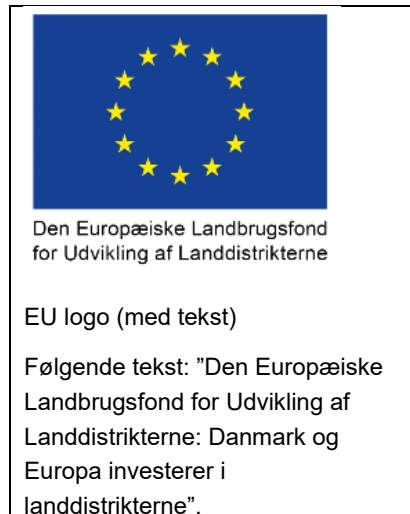 Den Europæiske Landbrugsfond
for Udvikling af Landdistrikterne
EU logo (med tekst)
Følgende tekst: ”Den Europæiske
Landbrugsfond for Udvikling af
Landdistrikterne: Danmark og
Europa investerer i
landdistrikterne”.